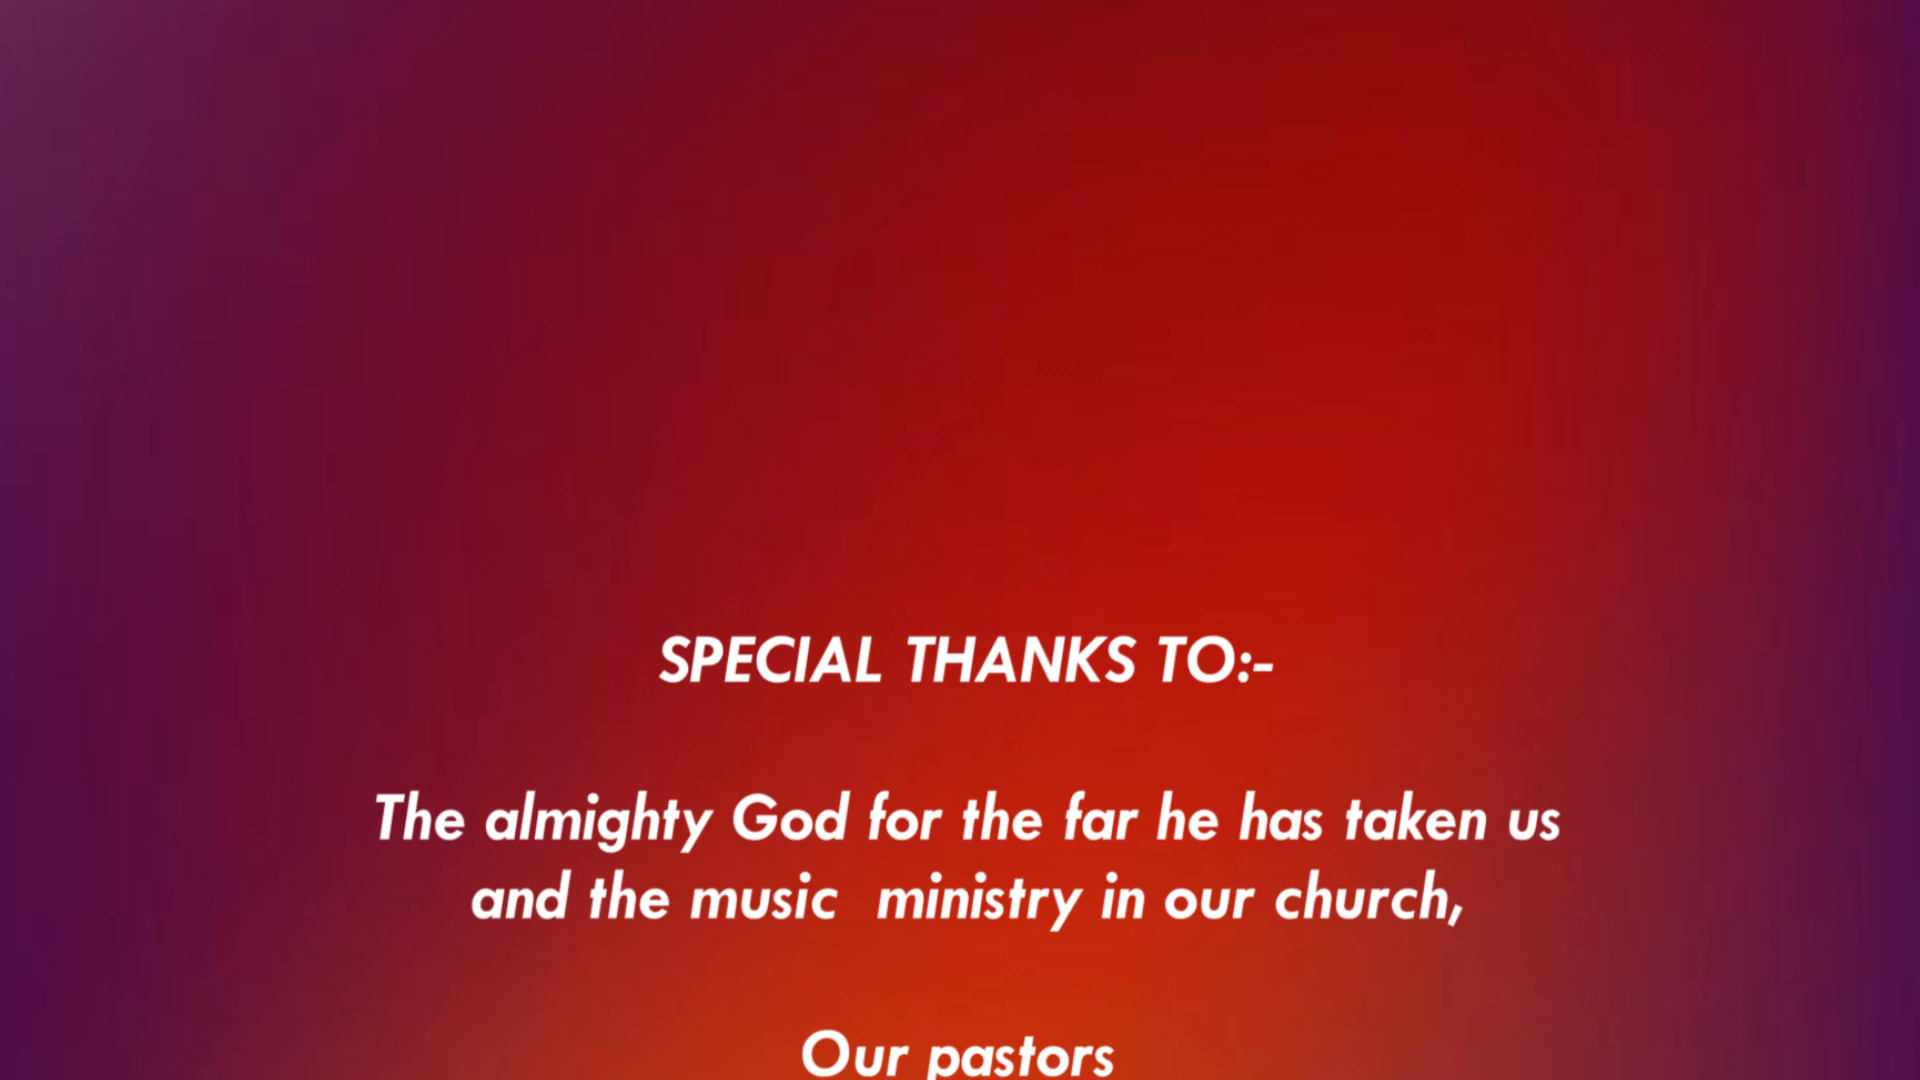 SPECIAL THANKS TO:-
The almighty God for the far he has taken us
and the music  ministry in our church,
Our pastors